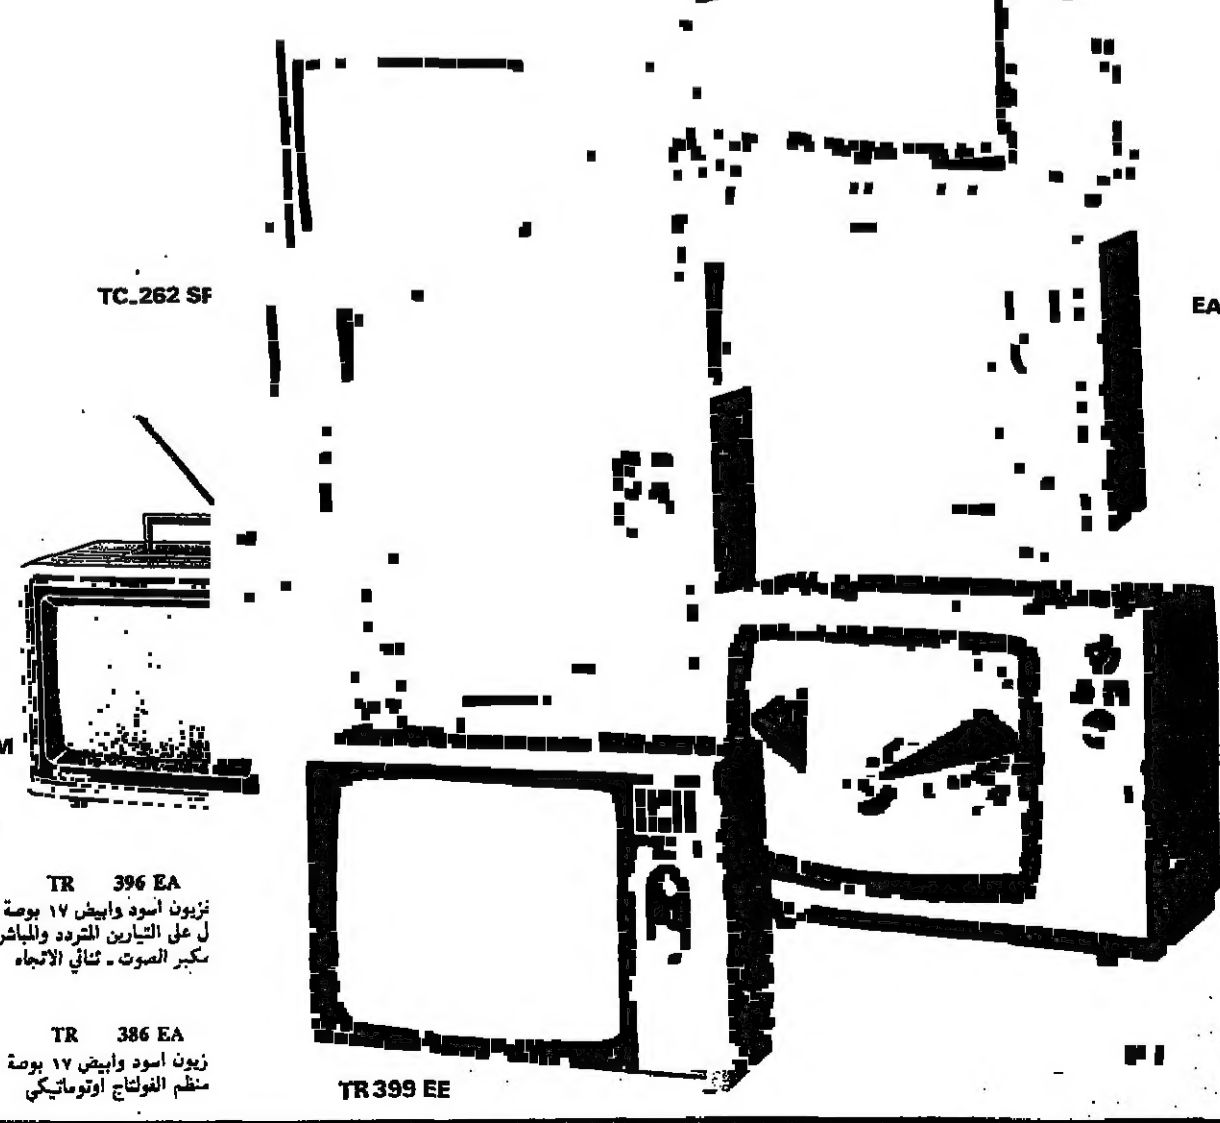 TC_262 SF
EA
M
TR 396 EA
نزيون اسود وابيض ١٧ بوصة
ل على التيارين المتردد والمباشر
مكبر الصوت ـ ثنائي الاتجاه
TR 386 EA
زيون اسود وابيض ١٧ بوصة
منظم الفولتاج اوتوماتيكي
TR 399 EE